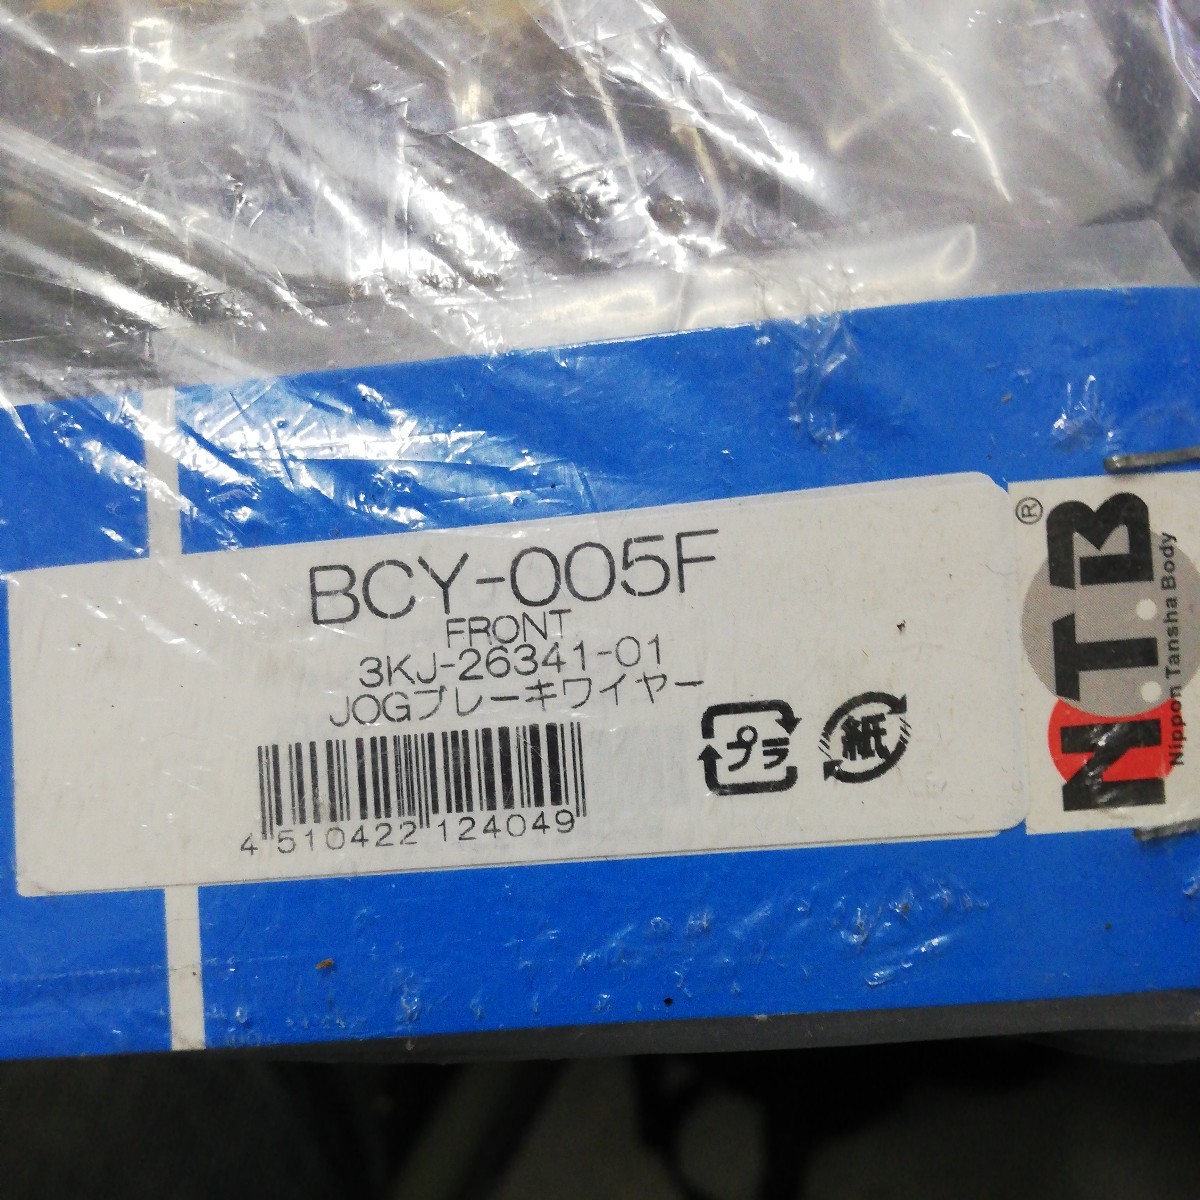 BCY-005F
FRONT
3KJ-26341-01
JOGブレーキワイヤー
4 510422 124049
プラ
紙
®
N.T.B
Nippon Tansha Body